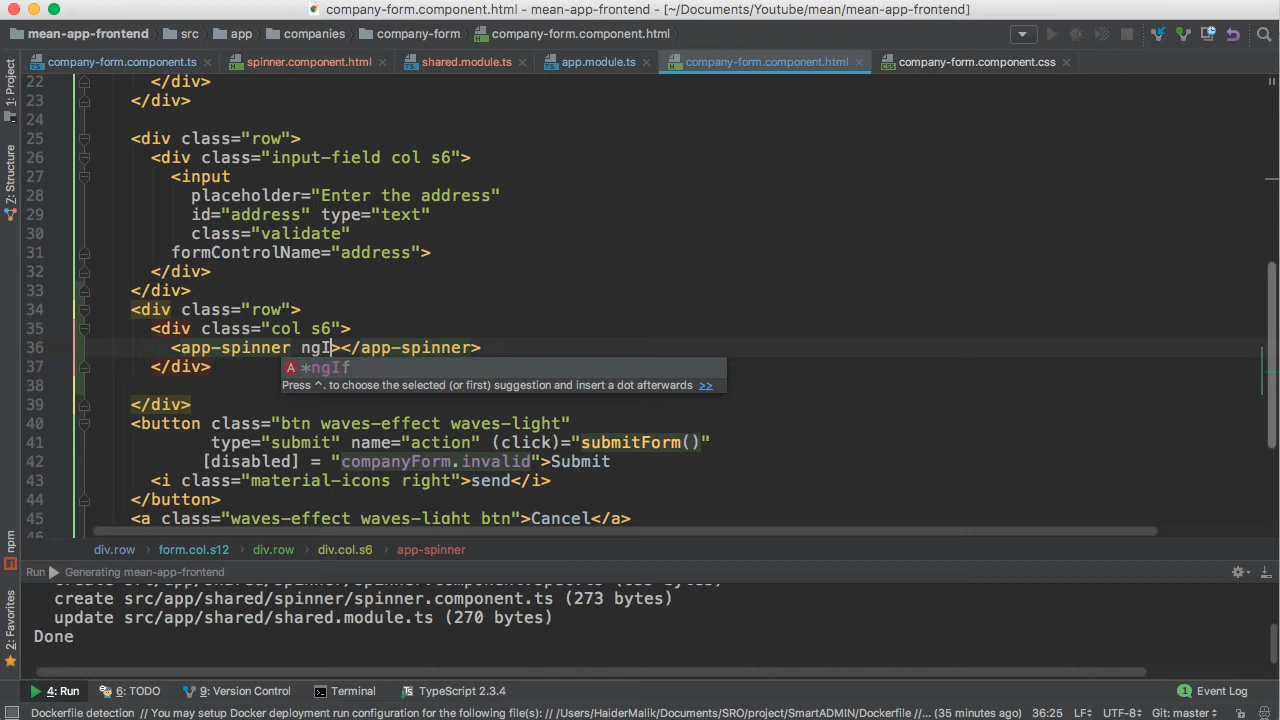 company-form.component.html - mean-app-frontend - [~/Documents/Youtube/mean/mean-app-frontend]
mean-app-frontend src app companies company-form company-form.component.html
company-form.component.ts spinner.component.html shared.module.ts app.module.ts company-form.component.html company-form.component.css
1: Project
Z: Structure
npm
2: Favorites
22 </div>
23 </div>
24
25 <div class="row">
26 <div class="input-field col s6">
27 <input
28 placeholder="Enter the address"
29 id="address" type="text"
30 class="validate"
31 formControlName="address">
32 </div>
33 </div>
34 <div class="row">
35 <div class="col s6">
36 <app-spinner ngI></app-spinner>
37 </div>
A *ngIf
38
Press ^. to choose the selected (or first) suggestion and insert a dot afterwards >>
39 </div>
40 <button class="btn waves-effect waves-light"
41 type="submit" name="action" (click)="submitForm()"
42 [disabled] = "companyForm.invalid">Submit
43 <i class="material-icons right">send</i>
44 </button>
45 <a class="waves-effect waves-light btn">Cancel</a>
46
div.row form.col.s12 div.row div.col.s6 app-spinner
Run Generating mean-app-frontend
create src/app/shared/spinner/spinner.component.ts (273 bytes)
update src/app/shared/shared.module.ts (270 bytes)
Done
4: Run 6: TODO 9: Version Control Terminal TypeScript 2.3.4 1 Event Log
Dockerfile detection // You may setup Docker deployment run configuration for the following file(s): // /Users/HaiderMalik/Documents/SRO/project/SmartADMIN/Dockerfile // ... (35 minutes ago) 36:25 LF÷ UTF-8÷ Git: master÷